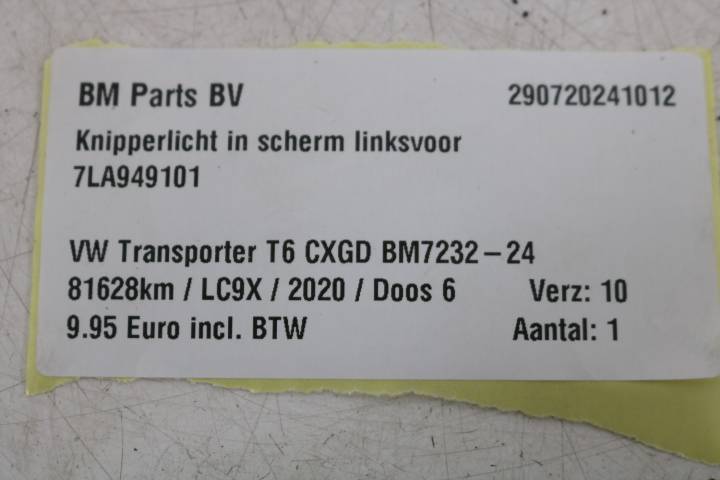 BM Parts BV 290720241012
Knipperlicht in scherm linksvoor
7LA949101
VW Transporter T6 CXGD BM7232-24
81628km / LC9X / 2020 / Doos 6 Verz: 10
9.95 Euro incl. BTW Aantal: 1